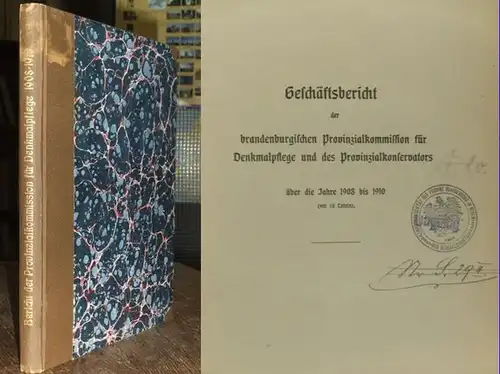 Bericht der Provinzialkommission für Denkmalpflege 1908-1910
Geschäftsbericht
der
brandenburgischen Provinzialkommission für
Denkmalpflege und des Provinzialkonservators
über die Jahre 1908 bis 1910